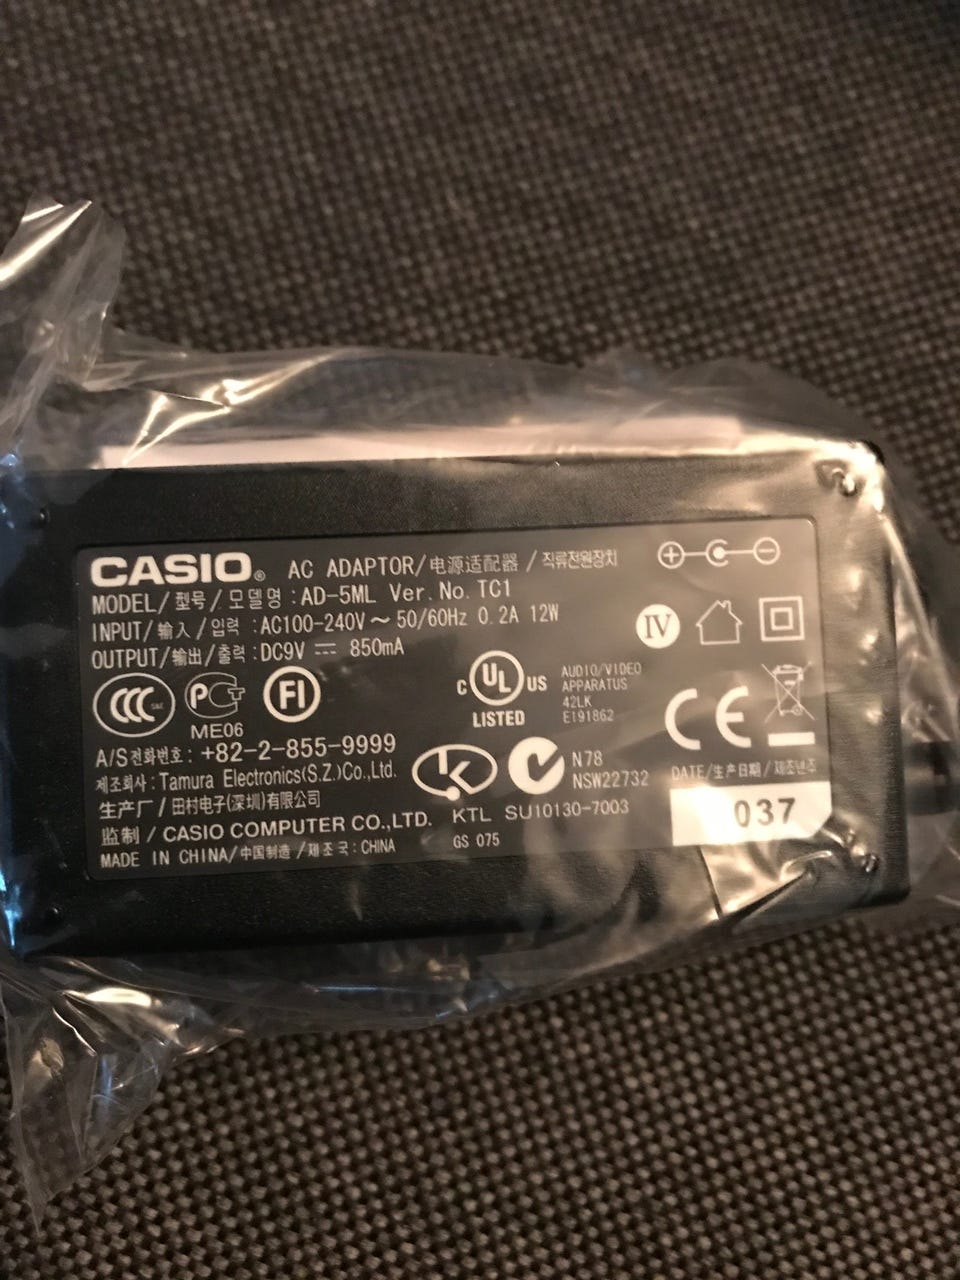 CASIO® AC ADAPTOR/电源适配器/직류전원장치
MODEL/型号/모델명:AD-5ML Ver. No. TC1
INPUT/输入/입력:AC100-240V～50/60Hz 0.2A 12W
OUTPUT/输出/출력:DC9V ⎓ 850mA
IV
CCC S&E PCT FI
ME06
C UL US
LISTED
AUDIO/VIDEO
APPARATUS
42LK
E191862
CE
A/S전화번호: +82-2-855-9999
제조회사:Tamura Electronics(S.Z.)Co.,Ltd.
生产厂/田村电子(深圳)有限公司
监制/CASIO COMPUTER CO.,LTD.
MADE IN CHINA/中国制造/제조국:CHINA
K
N78
NSW22732
KTL SU10130-7003
GS 075
DATE/生产日期/제조년주
037